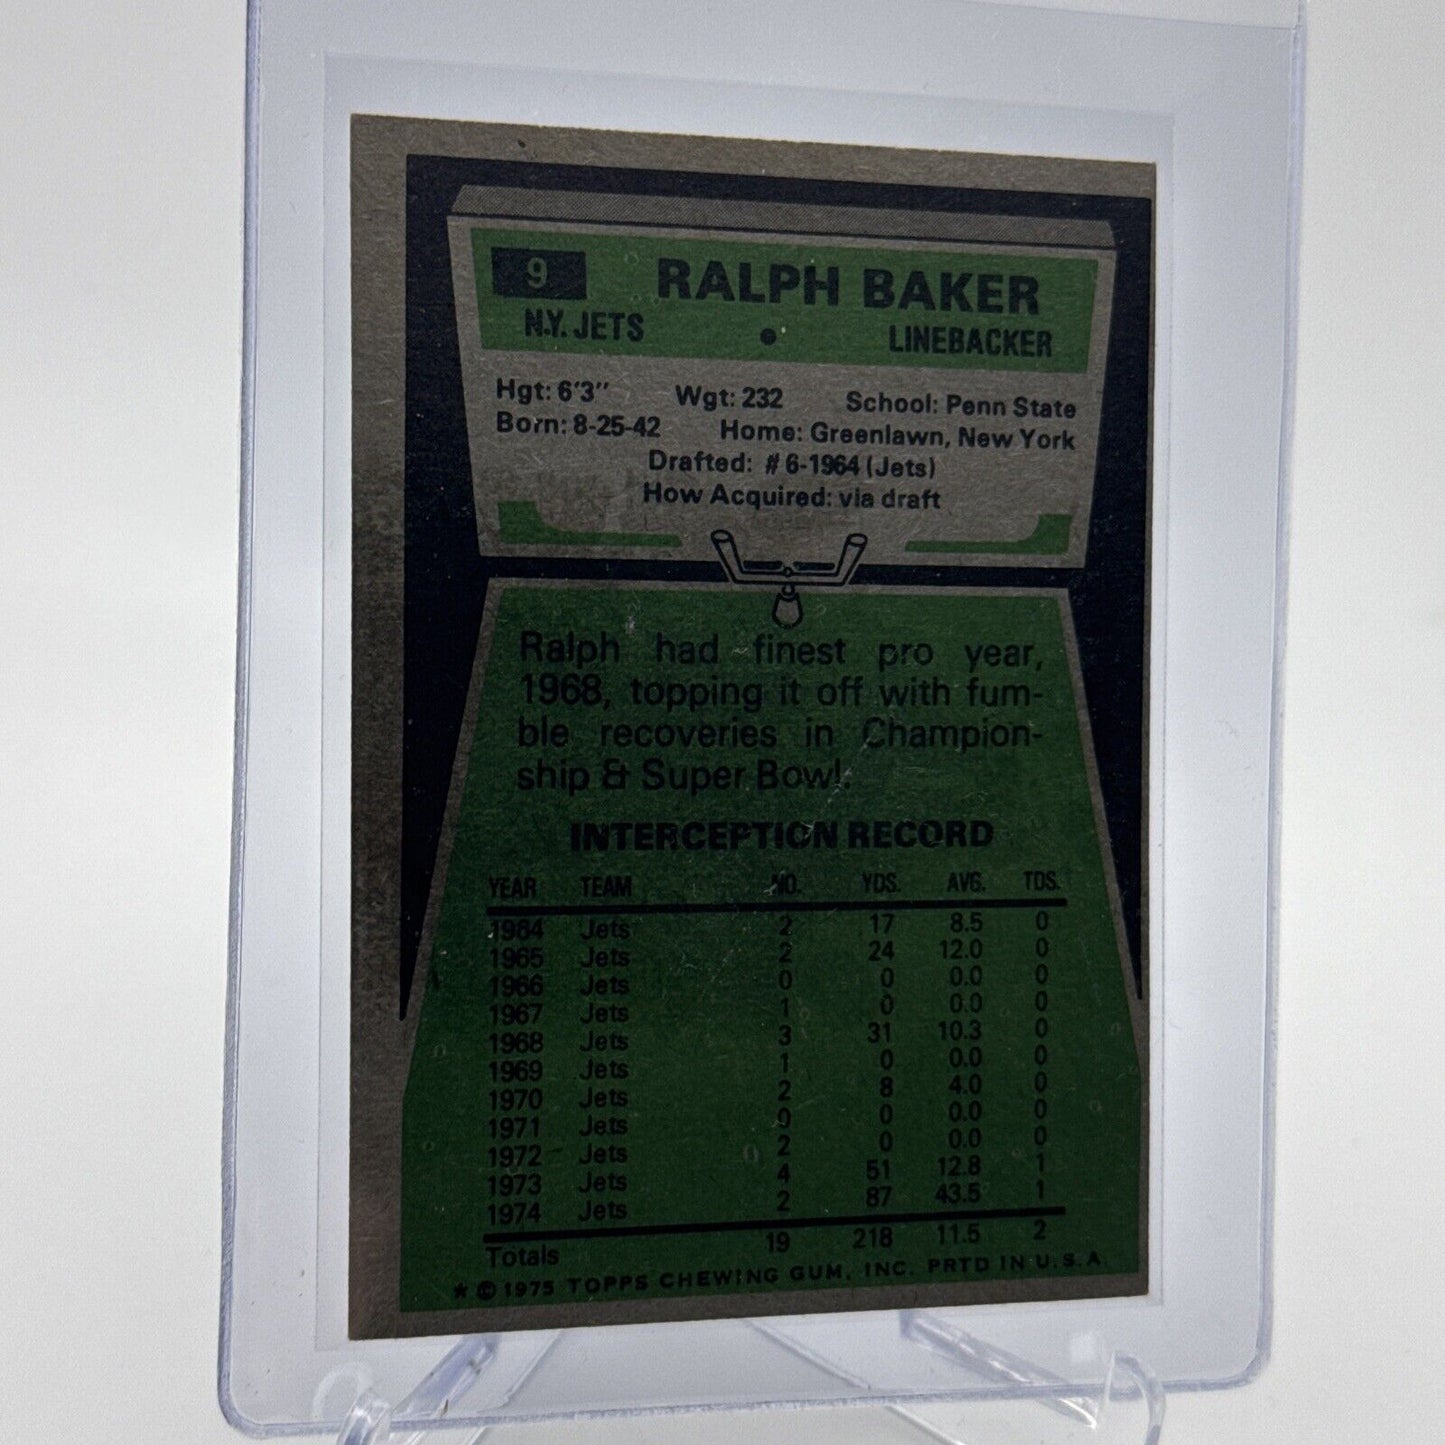 9 RALPH BAKER
N.Y. JETS • LINEBACKER
Hgt: 6'3" Wgt: 232 School: Penn State
Born: 8-25-42 Home: Greenlawn, New York
Drafted: # 6-1964 (Jets)
How Acquired: via draft
Ralph had finest pro year,
1968, topping it off with fum-
ble recoveries in Champion-
ship & Super Bowl.
INTERCEPTION RECORD
YEAR TEAM NO. YDS. AVG. TDS.
1964 Jets 2 17 8.5 0
1965 Jets 2 24 12.0 0
1966 Jets 0 0 0.0 0
1967 Jets 1 0 0.0 0
1968 Jets 3 31 10.3 0
1969 Jets 1 0 0.0 0
1970 Jets 2 8 4.0 0
1971 Jets 0 0 0.0 0
1972 Jets 2 0 0.0 0
1973 Jets 4 51 12.8 1
1974 Jets 2 87 43.5 1
Totals 19 218 11.5 2
★ © 1975 TOPPS CHEWING GUM, INC. PRTD IN U.S.A.